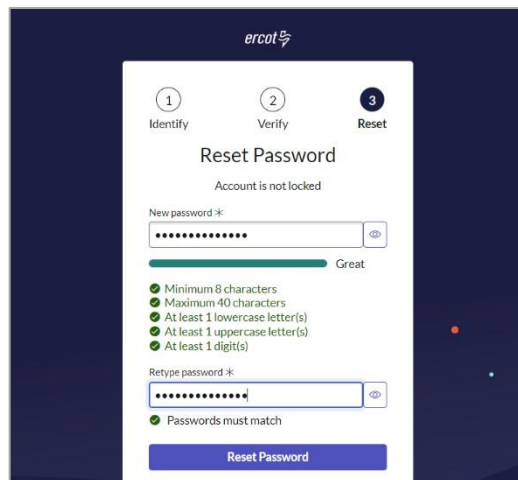 ercot
1 2 3
Identify Verify Reset
Reset Password
Account is not locked
New password *
••••••••••••••
Great
Minimum 8 characters
Maximum 40 characters
At least 1 lowercase letter(s)
At least 1 uppercase letter(s)
At least 1 digit(s)
Retype password *
••••••••••••••
Passwords must match
Reset Password